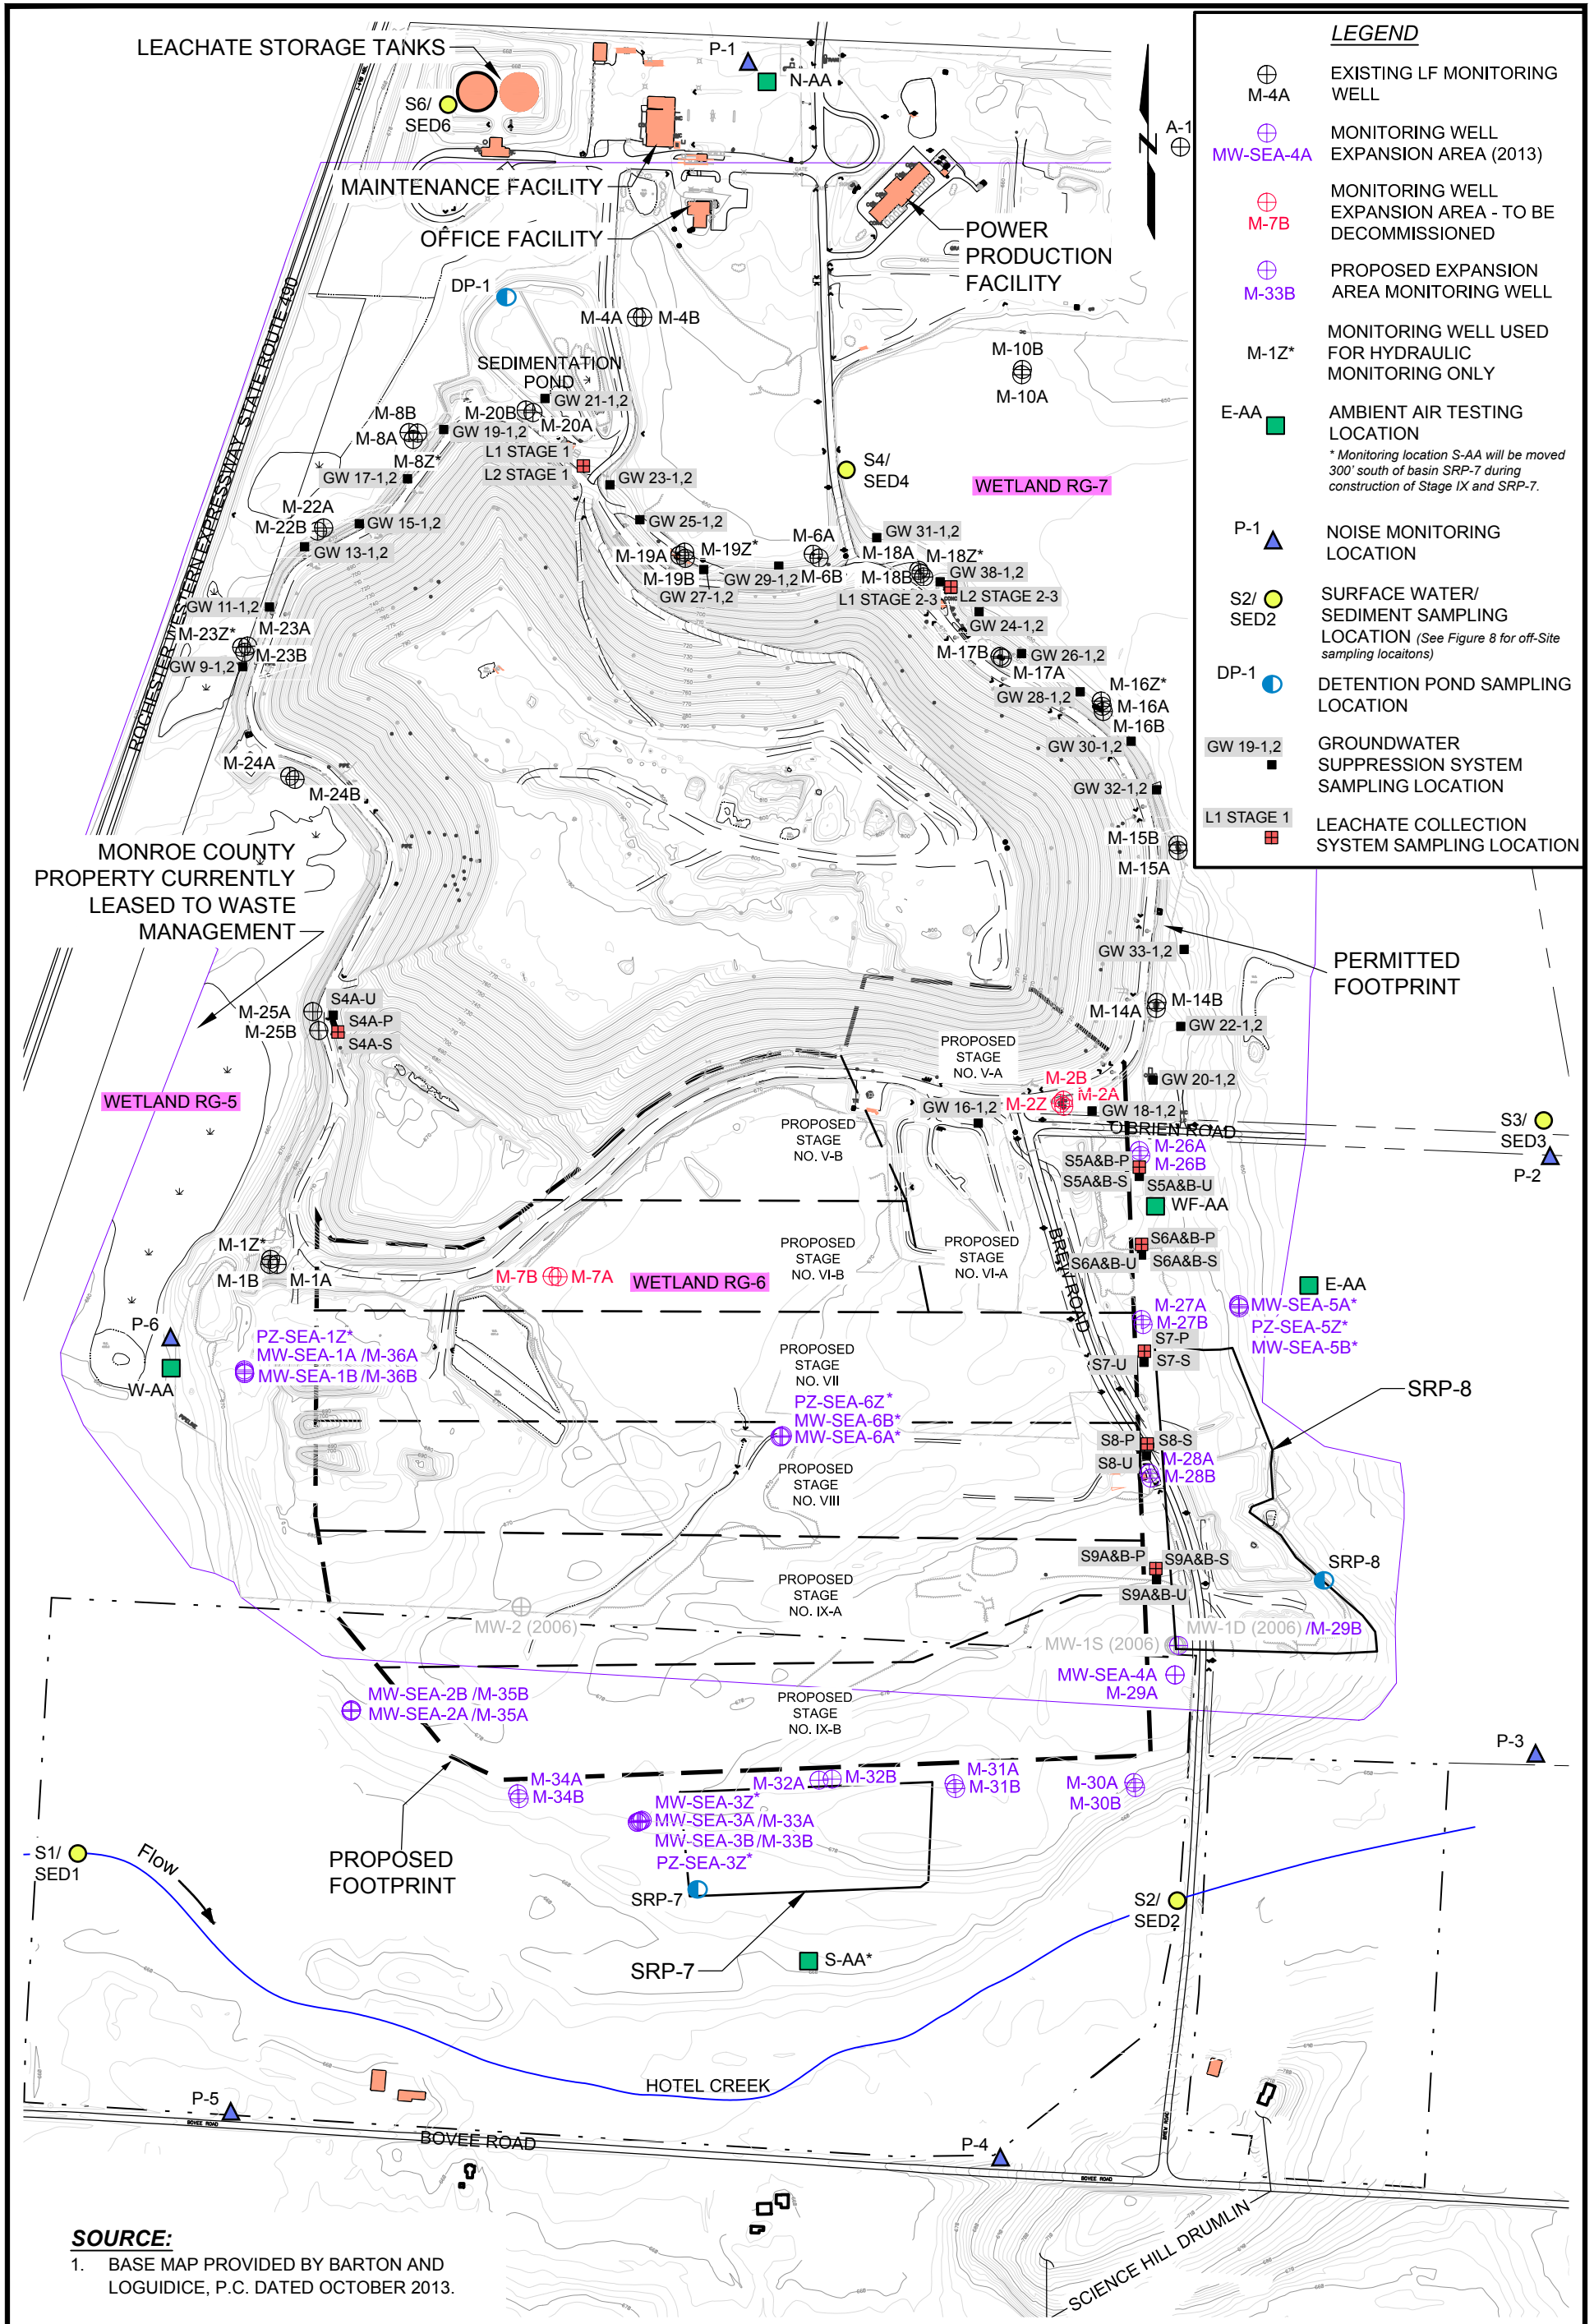 LEACHATE STORAGE TANKS
P-1
N-AA
S6/
SED6
A-1
N
MAINTENANCE FACILITY
OFFICE FACILITY
POWER
PRODUCTION
FACILITY
DP-1
M-4A
M-4B
SEDIMENTATION
POND
M-10B
M-10A
GW 21-1,2
M-20B
M-20A
M-8B
M-8A
M-8Z*
GW 19-1,2
L1 STAGE 1
L2 STAGE 1
GW 17-1,2
GW 23-1,2
S4/
SED4
WETLAND RG-7
ROCHESTER WESTERN EXPRESSWAY STATE ROUTE 490
M-22A
M-22B
GW 15-1,2
GW 13-1,2
GW 25-1,2
M-19A
M-19Z*
M-19B
GW 27-1,2
GW 29-1,2
M-6A
M-6B
GW 31-1,2
M-18A
M-18Z*
M-18B
GW 38-1,2
L1 STAGE 2-3
L2 STAGE 2-3
GW 24-1,2
GW 11-1,2
M-23Z*
M-23A
M-23B
GW 9-1,2
M-17B
M-17A
GW 26-1,2
GW 28-1,2
M-16Z*
M-16A
M-16B
GW 30-1,2
M-24A
M-24B
GW 32-1,2
M-15B
M-15A
MONROE COUNTY
PROPERTY CURRENTLY
LEASED TO WASTE
MANAGEMENT
GW 33-1,2
PERMITTED
FOOTPRINT
M-25A
M-25B
S4A-U
S4A-P
S4A-S
M-14A
M-14B
GW 22-1,2
PROPOSED
STAGE
NO. V-A
GW 20-1,2
M-2B
M-2A
M-2Z
GW 16-1,2
GW 18-1,2
O'BRIEN ROAD
WETLAND RG-5
PROPOSED
STAGE
NO. V-B
S3/
SED3
P-2
M-26A
M-26B
S5A&B-P
S5A&B-S
S5A&B-U
WF-AA
BREW ROAD
PROPOSED
STAGE
NO. VI-B
PROPOSED
STAGE
NO. VI-A
S6A&B-P
S6A&B-U
S6A&B-S
M-1Z*
M-1B
M-1A
M-7B
M-7A
WETLAND RG-6
E-AA
MW-SEA-5A*
PZ-SEA-5Z*
MW-SEA-5B*
M-27A
M-27B
P-6
W-AA
PZ-SEA-1Z*
MW-SEA-1A /M-36A
MW-SEA-1B /M-36B
PIPELINE
PROPOSED
STAGE
NO. VII
S7-P
S7-U
S7-S
SRP-8
PZ-SEA-6Z*
MW-SEA-6B*
MW-SEA-6A*
S8-P
S8-S
S8-U
M-28A
M-28B
PROPOSED
STAGE
NO. VIII
S9A&B-P
S9A&B-S
S9A&B-U
SRP-8
PROPOSED
STAGE
NO. IX-A
MW-2 (2006)
MW-1S (2006)
MW-1D (2006) /M-29B
MW-SEA-4A
M-29A
MW-SEA-2B /M-35B
MW-SEA-2A /M-35A
PROPOSED
STAGE
NO. IX-B
P-3
M-34A
M-34B
M-32A
M-32B
M-31A
M-31B
M-30A
M-30B
MW-SEA-3Z*
MW-SEA-3A /M-33A
MW-SEA-3B /M-33B
PZ-SEA-3Z*
SRP-7
S1/
SED1
Flow
PROPOSED
FOOTPRINT
S2/
SED2
SRP-7
S-AA*
HOTEL CREEK
P-5
BOVEE ROAD
BOVEE ROAD
P-4
BOVEE ROAD
BREW ROAD
SCIENCE HILL DRUMLIN
SOURCE:
1. BASE MAP PROVIDED BY BARTON AND
LOGUIDICE, P.C. DATED OCTOBER 2013.
LEGEND
M-4A
EXISTING LF MONITORING
WELL
MW-SEA-4A
MONITORING WELL
EXPANSION AREA (2013)
M-7B
MONITORING WELL
EXPANSION AREA - TO BE
DECOMMISSIONED
M-33B
PROPOSED EXPANSION
AREA MONITORING WELL
M-1Z*
MONITORING WELL USED
FOR HYDRAULIC
MONITORING ONLY
E-AA
AMBIENT AIR TESTING
LOCATION
* Monitoring location S-AA will be moved
300' south of basin SRP-7 during
construction of Stage IX and SRP-7.
P-1
NOISE MONITORING
LOCATION
S2/
SED2
SURFACE WATER/
SEDIMENT SAMPLING
LOCATION (See Figure 8 for off-Site
sampling locaitons)
DP-1
DETENTION POND SAMPLING
LOCATION
GW 19-1,2
GROUNDWATER
SUPPRESSION SYSTEM
SAMPLING LOCATION
L1 STAGE 1
LEACHATE COLLECTION
SYSTEM SAMPLING LOCATION